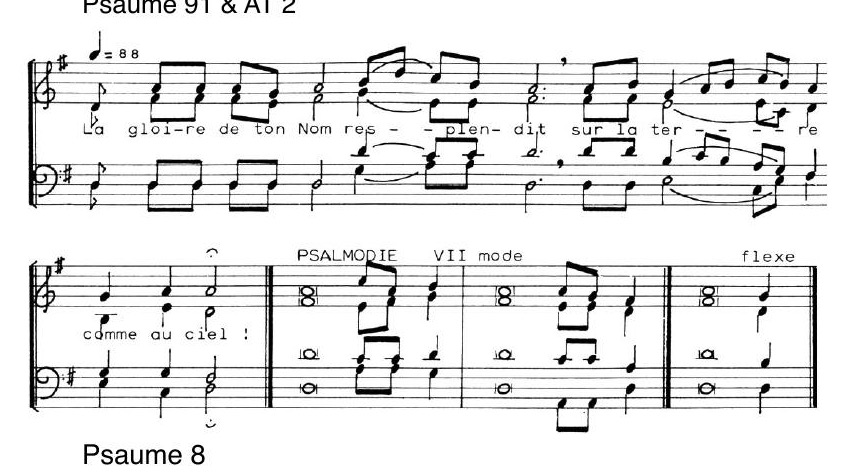 Psaume 91 & AT 2
= 88
La gloi-re de ton Nom res - - plen- dit sur la ter - - - re
PSALMODIE VII mode flexe
comme au ciel !
Psaume 8